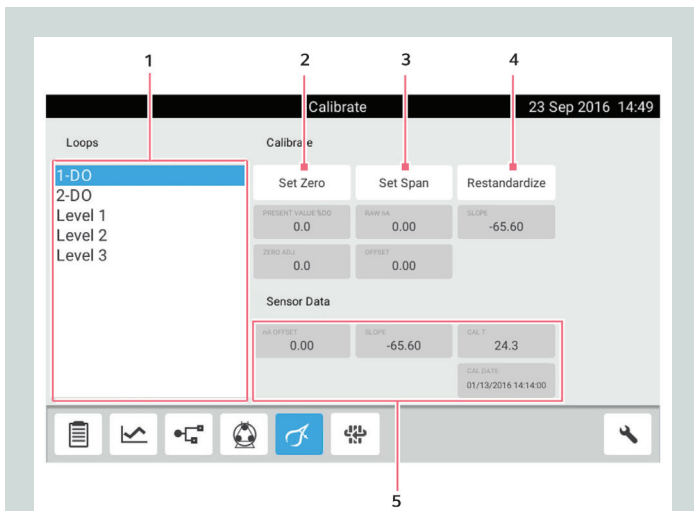 1 2 3 4
Calibrate 23 Sep 2016 14:49
Loops Calibrate
1-DO
2-DO
Level 1
Level 2
Level 3
Set Zero Set Span Restandardize
PRESENT VALUE %DO RAW nA SLOPE
0.0 0.00 -65.60
ZERO ADJ. OFFSET
0.0 0.00
Sensor Data
nA OFFSET SLOPE CAL T
0.00 -65.60 24.3
CAL DATE
01/13/2016 14:14:00
5